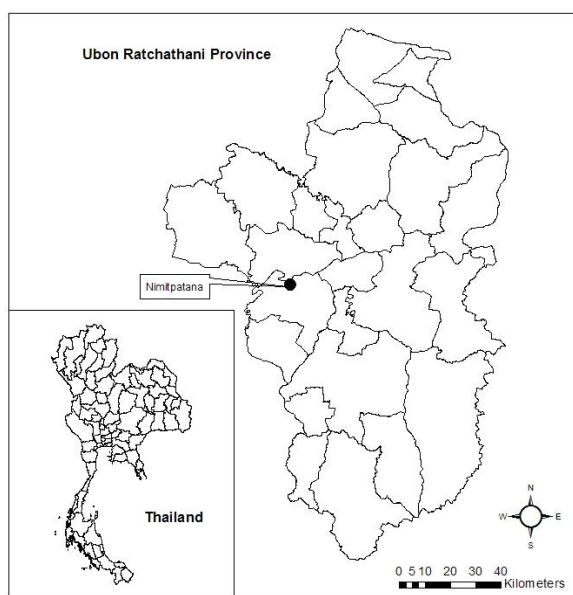 Ubon Ratchathani Province
Nimitpatana
Thailand
N
W E
S
0 5 10 20 30 40
Kilometers